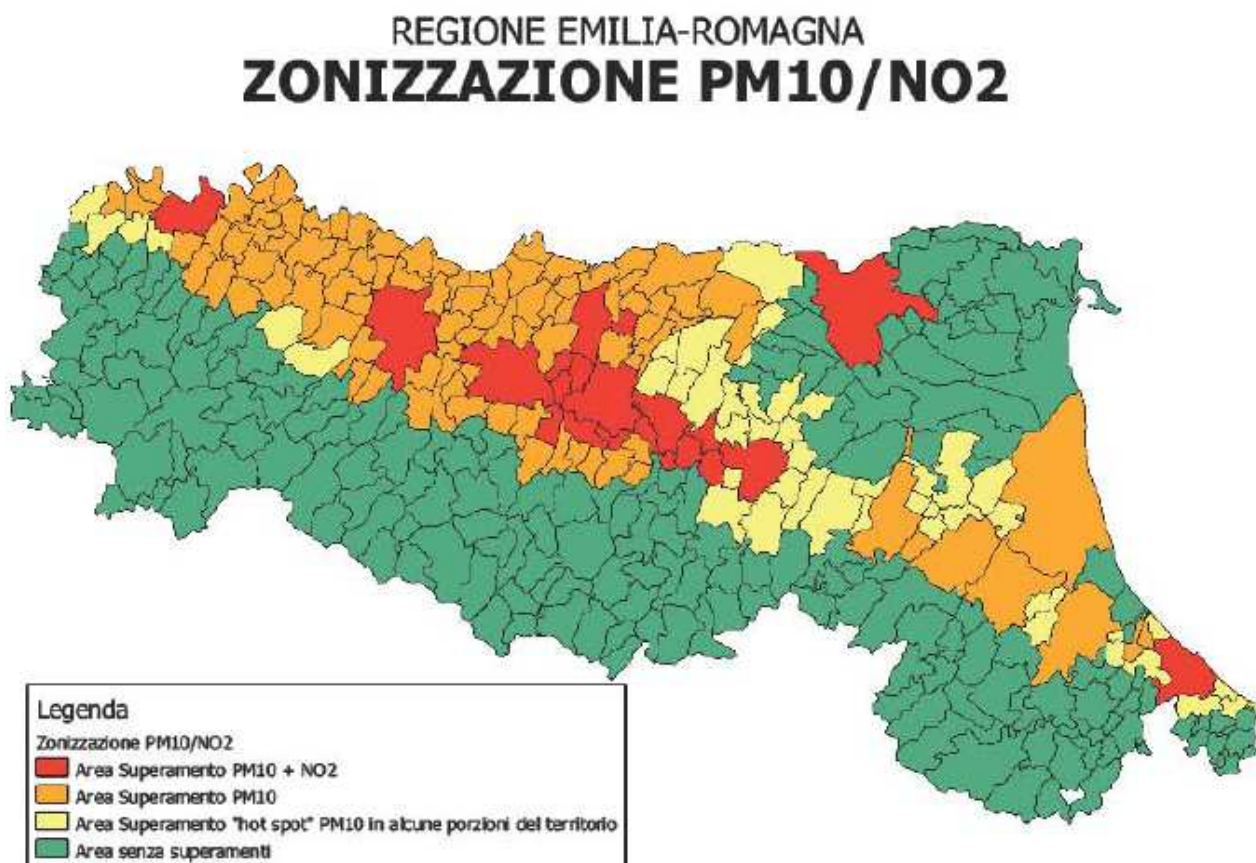 REGIONE EMILIA-ROMAGNA
ZONIZZAZIONE PM10/NO2
Legenda
Zonizzazione PM10/NO2
Area Superamento PM10 + NO2
Area Superamento PM10
Area Superamento "hot spot" PM10 in alcune porzioni del territorio
Area senza superamenti